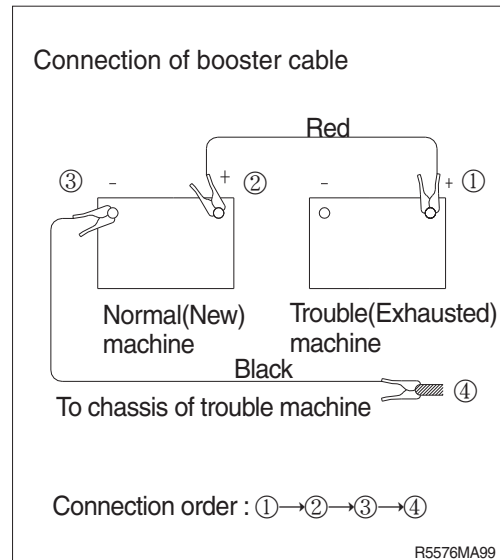 Connection of booster cable
Red
③ - + ② - + ①
Normal(New) Trouble(Exhausted)
machine machine
Black
To chassis of trouble machine ④
Connection order : ①→②→③→④
R5576MA99